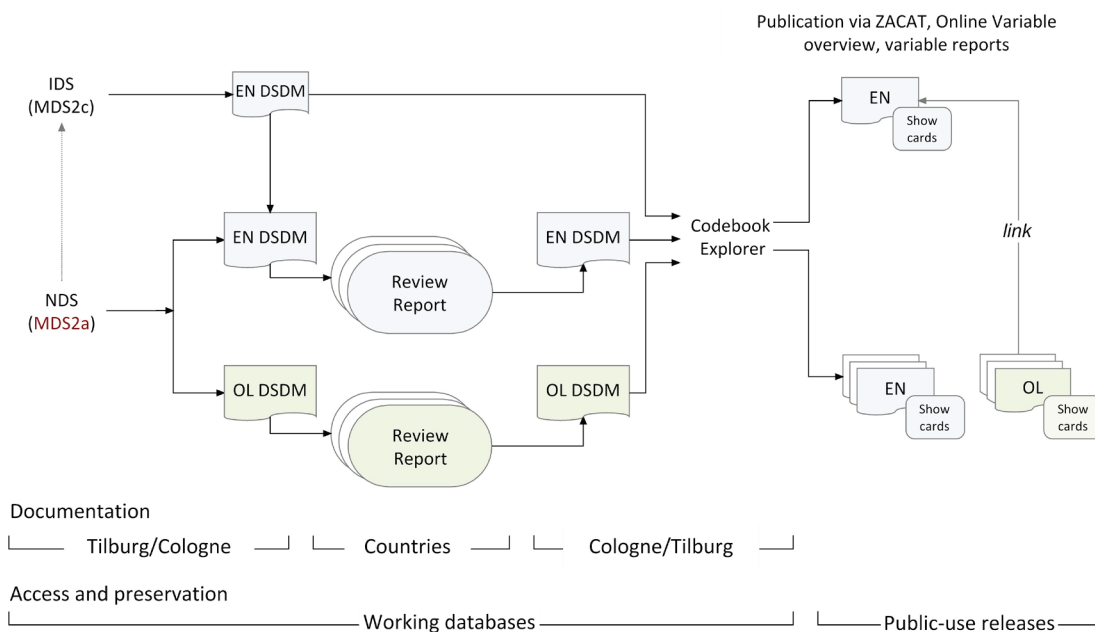 Publication via ZACAT, Online Variable
overview, variable reports
IDS
(MDS2c)
EN DSDM
EN
Show
cards
EN DSDM
Review
Report
EN DSDM
Codebook
Explorer
link
NDS
(MDS2a)
OL DSDM
Review
Report
OL DSDM
EN
Show
cards
OL
Show
cards
Documentation
Tilburg/Cologne
Countries
Cologne/Tilburg
Access and preservation
Working databases
Public-use releases